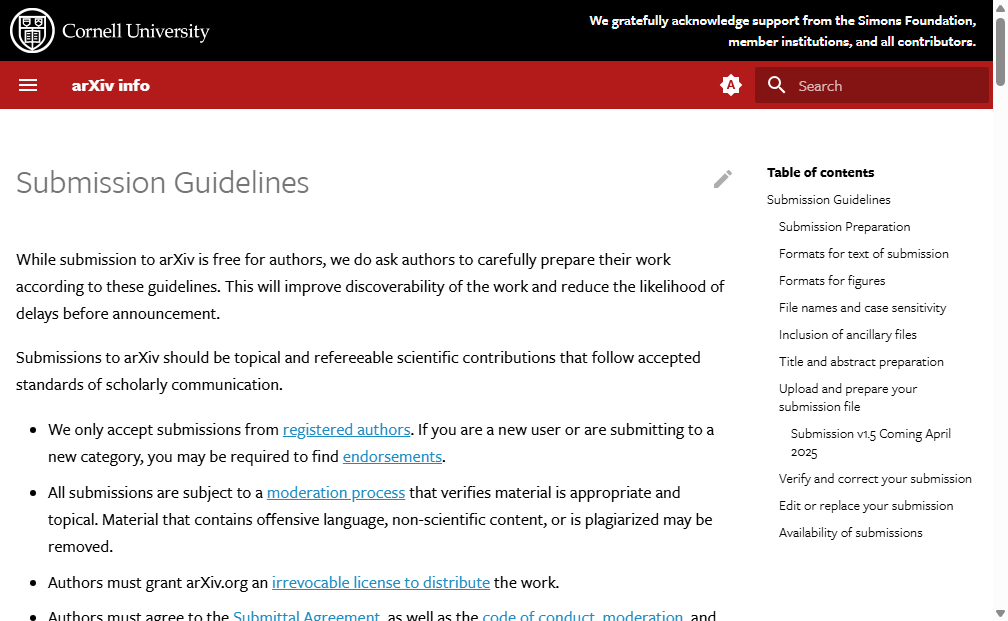 Cornell University
We gratefully acknowledge support from the Simons Foundation,
member institutions, and all contributors.
arXiv info
A
Search
Submission Guidelines
While submission to arXiv is free for authors, we do ask authors to carefully prepare their work
according to these guidelines. This will improve discoverability of the work and reduce the likelihood of
delays before announcement.
Submissions to arXiv should be topical and refereeable scientific contributions that follow accepted
standards of scholarly communication.
• We only accept submissions from registered authors. If you are a new user or are submitting to a
new category, you may be required to find endorsements.
• All submissions are subject to a moderation process that verifies material is appropriate and
topical. Material that contains offensive language, non-scientific content, or is plagiarized may be
removed.
• Authors must grant arXiv.org an irrevocable license to distribute the work.
• Authors must agree to the Submittal Agreement, as well as the code of conduct, moderation, and
Table of contents
Submission Guidelines
Submission Preparation
Formats for text of submission
Formats for figures
File names and case sensitivity
Inclusion of ancillary files
Title and abstract preparation
Upload and prepare your
submission file
Submission v1.5 Coming April
2025
Verify and correct your submission
Edit or replace your submission
Availability of submissions